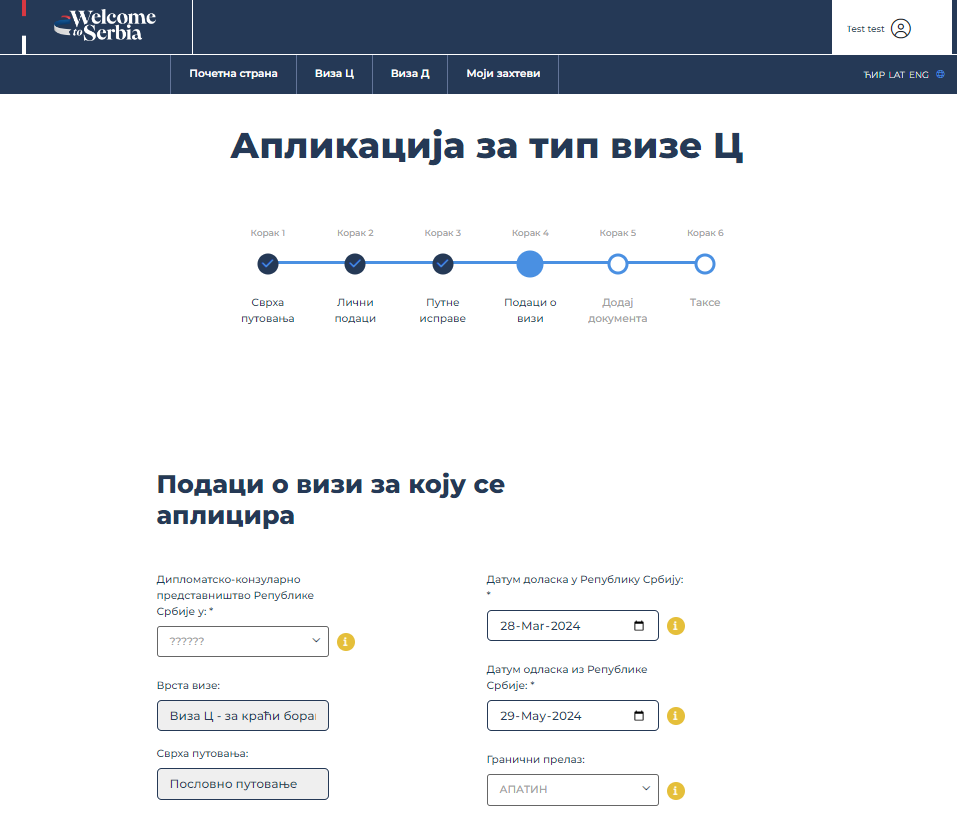 Welcome
to Serbia
Test test
Почетна страна
Виза Ц
Виза Д
Моји захтеви
ЋИР LAT ENG
Апликација за тип визе Ц
Корак 1
Корак 2
Корак 3
Корак 4
Корак 5
Корак 6
Сврха
путовања
Лични
подаци
Путне
исправе
Подаци о
визи
Додај
документа
Таксе
Подаци о визи за коју се
аплицира
Дипломатско-конзуларно
представништво Републике
Србије у: *
??????
Врста визе:
Виза Ц - за краћи бора
Сврха путовања:
Пословно путовање
Датум доласка у Републику Србију:
*
28-Mar-2024
Датум одласка из Републике
Србије: *
29-May-2024
Гранични прелаз:
АПАТИН